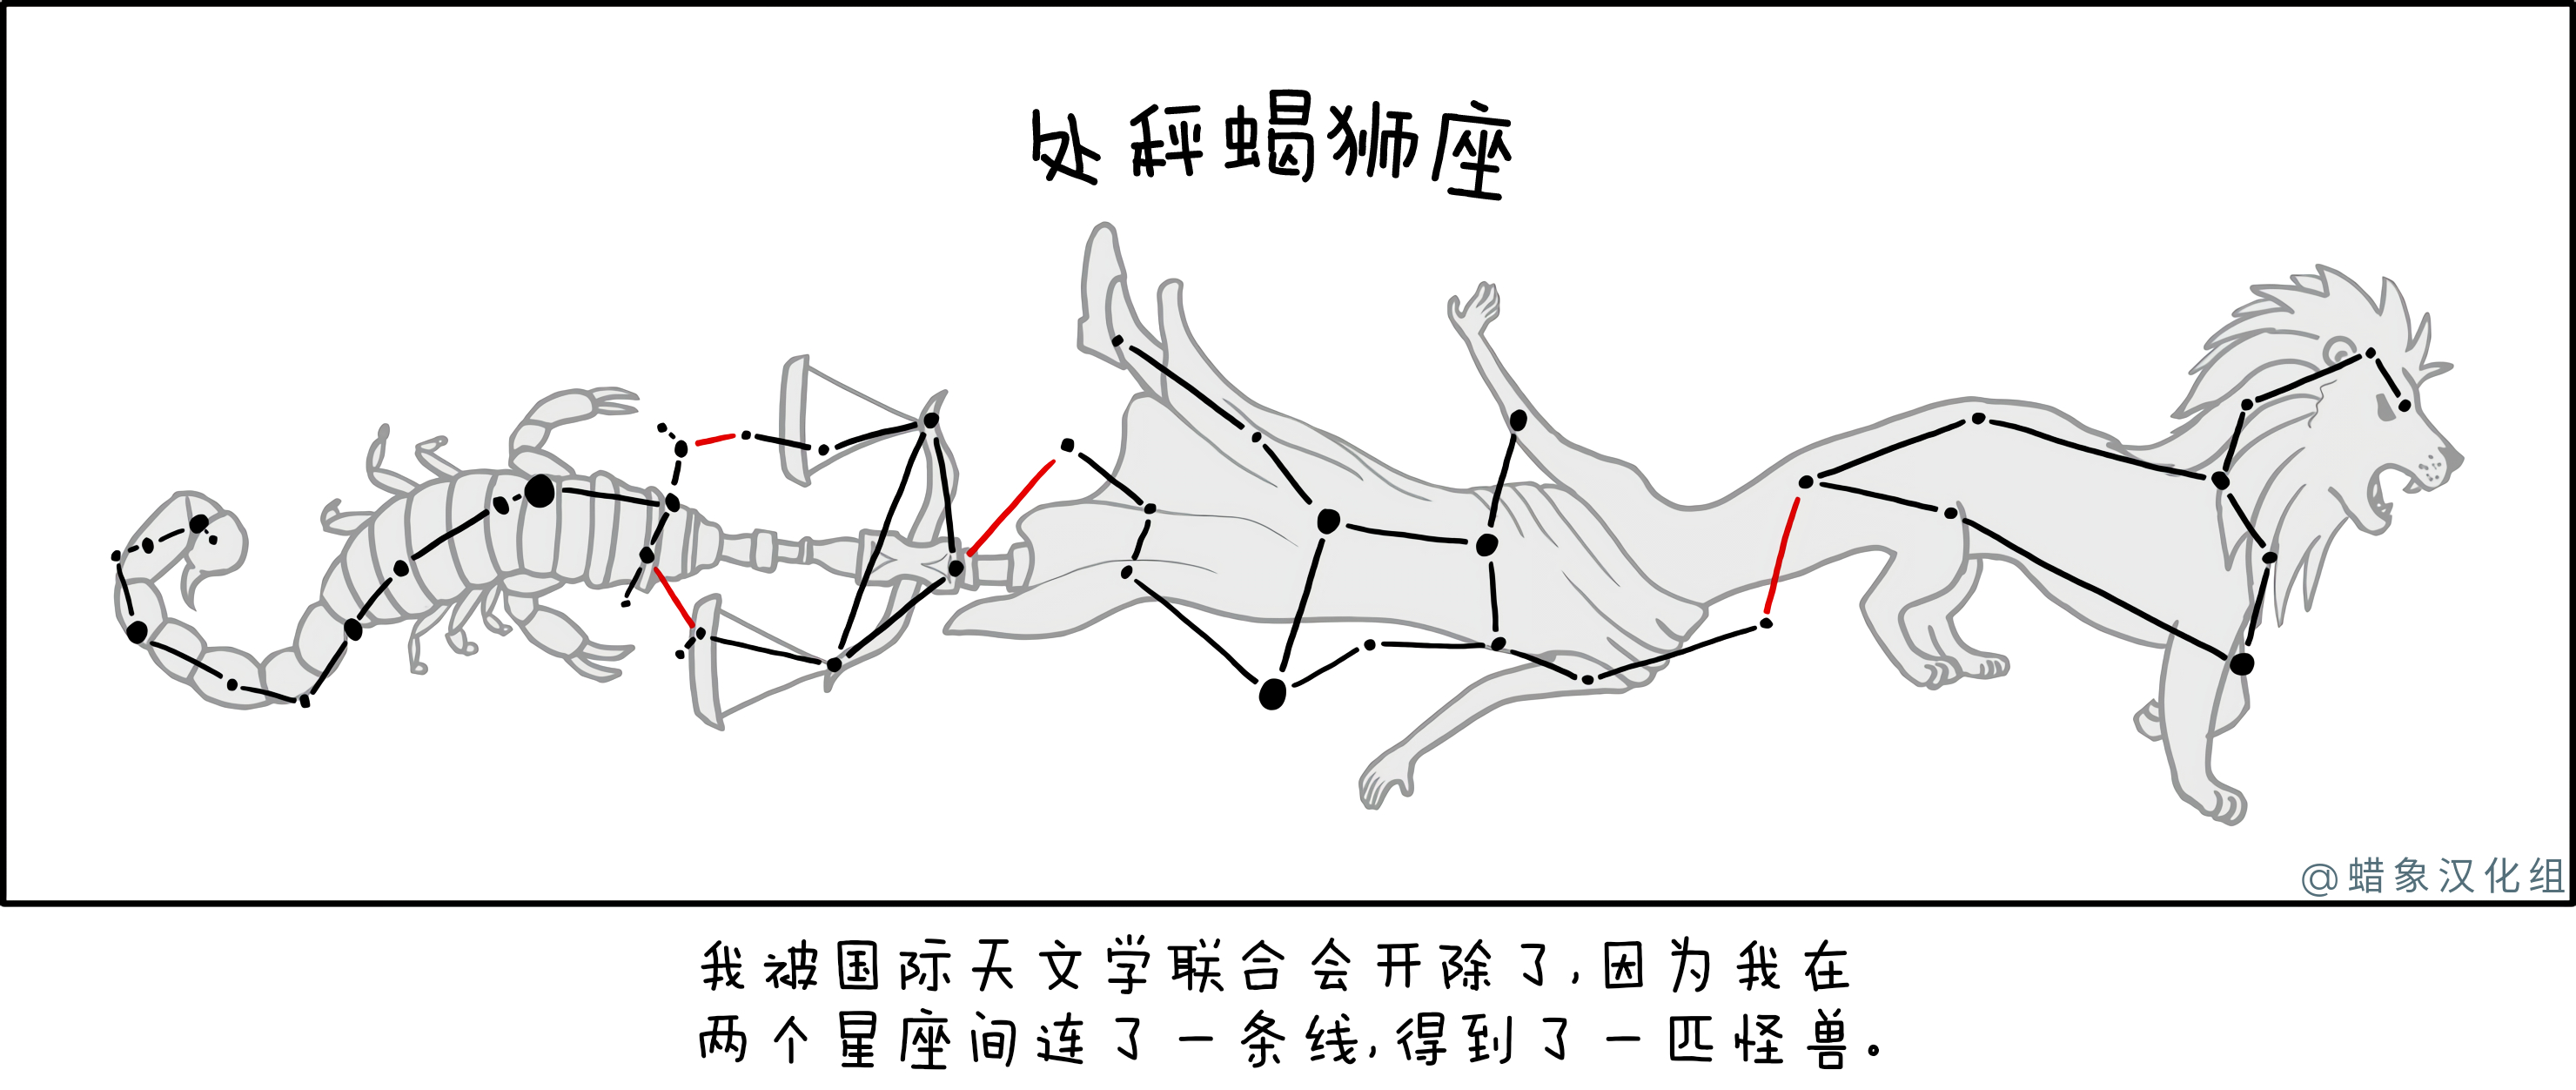 处秤蝎狮座
@蜡象汉化组
我被国际天文学联合会开除了,因为我在
两个星座间连了一条线,得到了一匹怪兽。